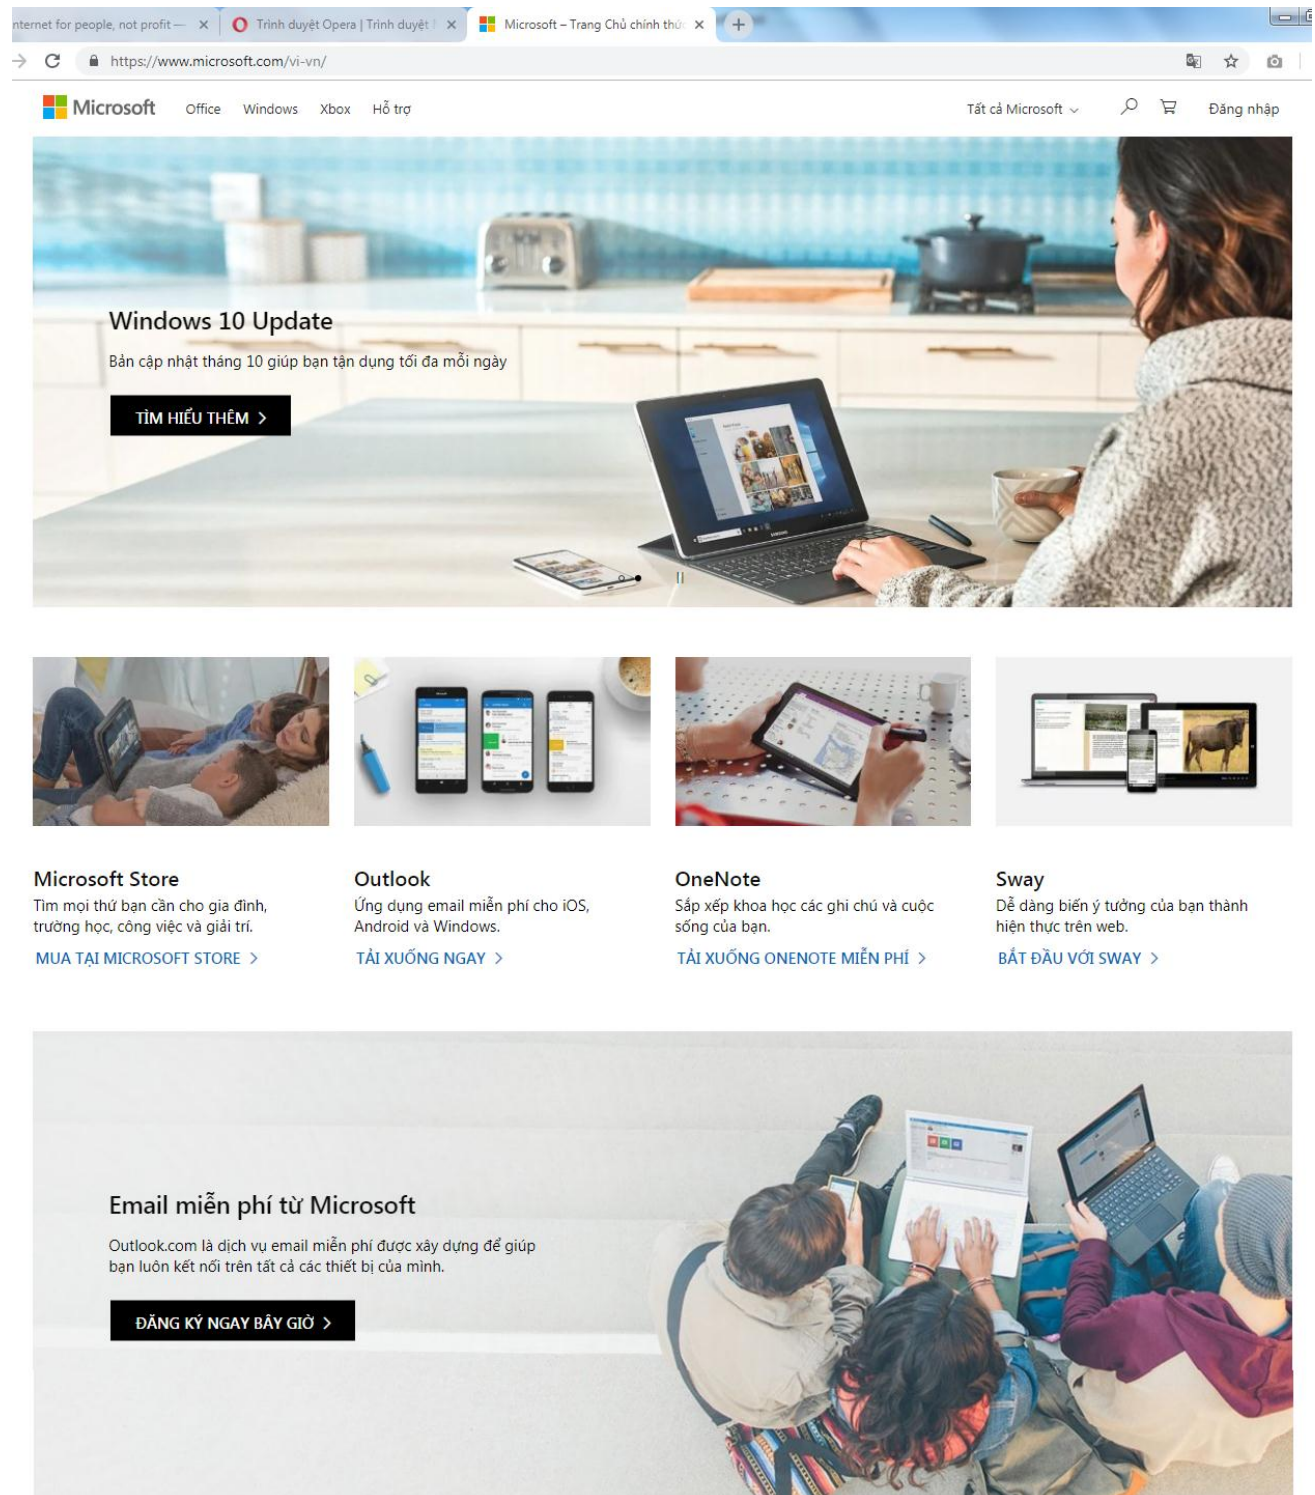 nternet for people, not profit —
Trình duyệt Opera | Trình duyệt
Microsoft – Trang Chủ chính thức
https://www.microsoft.com/vi-vn/
Microsoft Office Windows Xbox Hỗ trợ Tất cả Microsoft Đăng nhập
Windows 10 Update
Bản cập nhật tháng 10 giúp bạn tận dụng tối đa mỗi ngày
TÌM HIỂU THÊM >
Microsoft Store
Tìm mọi thứ bạn cần cho gia đình,
trường học, công việc và giải trí.
MUA TẠI MICROSOFT STORE >
Outlook
Ứng dụng email miễn phí cho iOS,
Android và Windows.
TẢI XUỐNG NGAY >
OneNote
Sắp xếp khoa học các ghi chú và cuộc
sống của bạn.
TẢI XUỐNG ONENOTE MIỄN PHÍ >
Sway
Dễ dàng biến ý tưởng của bạn thành
hiện thực trên web.
BẮT ĐẦU VỚI SWAY >
Email miễn phí từ Microsoft
Outlook.com là dịch vụ email miễn phí được xây dựng để giúp
bạn luôn kết nối trên tất cả các thiết bị của mình.
ĐĂNG KÝ NGAY BÂY GIỜ >